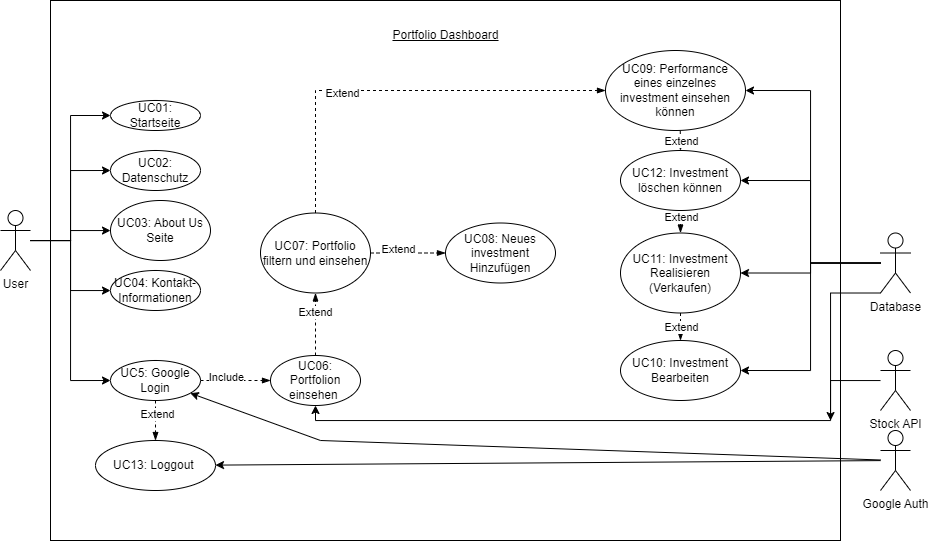 Portfolio Dashboard
UC09: Performance
eines einzelnes
investment einsehen
können
Extend
UC01:
Startseite
Extend
UC02:
Datenschutz
UC12: Investment
löschen können
UC03: About Us
Seite
Extend
User
UC07: Portfolio
filtern und einsehen
Extend
UC08: Neues
investment
Hinzufügen
UC11: Investment
Realisieren
(Verkaufen)
UC04: Kontakt-
Informationen
Database
Extend
Extend
UC5: Google
Login
Include
UC06:
Portfolion
einsehen
UC10: Investment
Bearbeiten
Extend
Stock API
UC13: Loggout
Google Auth